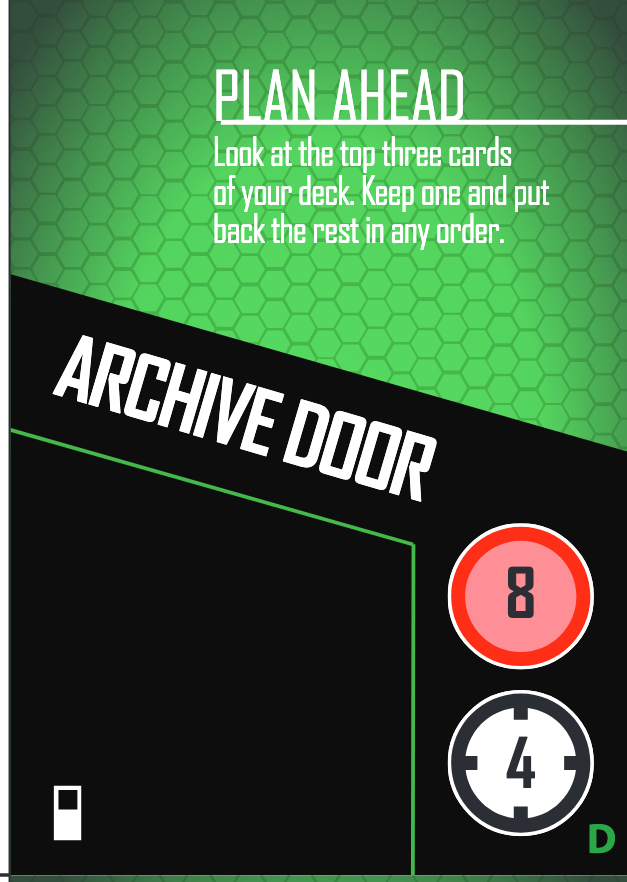 PLAN AHEAD
Look at the top three cards
of your deck. Keep one and put
back the rest in any order.
ARCHIVE DOOR
8
4
D